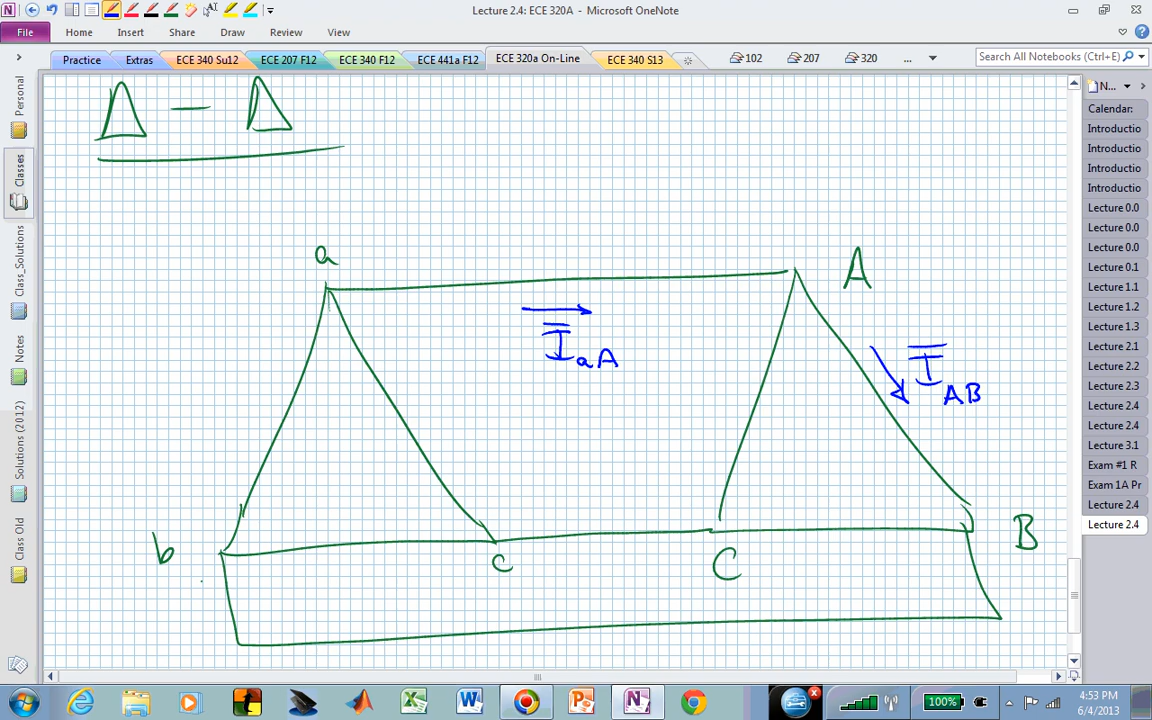 Lecture 2.4: ECE 320A - Microsoft OneNote
File Home Insert Share Draw Review View
Practice Extras ECE 340 Su12 ECE 207 F12 ECE 340 F12 ECE 441a F12 ECE 320a On-Line ECE 340 S13 102 207 320 ... Search All Notebooks (Ctrl+E)
Personal
Classes
Class_Solutions
Notes
Solutions (2012)
Class Old
N...
Calendar:
Introductio
Introductio
Introductio
Introductio
Lecture 0.0
Lecture 0.0
Lecture 0.0
Lecture 0.1
Lecture 1.1
Lecture 1.2
Lecture 1.3
Lecture 2.1
Lecture 2.2
Lecture 2.3
Lecture 2.4
Lecture 2.4
Lecture 3.1
Exam #1 R
Exam 1A Pr
Lecture 2.4
Lecture 2.4
Δ - Δ
a A
I aA
I AB
b c C B
100%
4:53 PM
6/4/2013